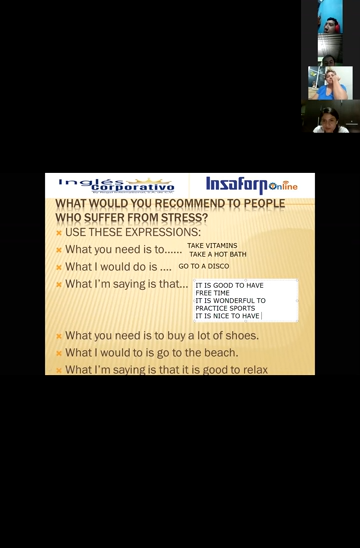 Inglés Corporativo
Insaforp Online
WHAT WOULD YOU RECOMMEND TO PEOPLE
WHO SUFFER FROM STRESS?
USE THESE EXPRESSIONS:
What you need is to...... TAKE VITAMINS
TAKE A HOT BATH
What I would do is .... GO TO A DISCO
What I'm saying is that... IT IS GOOD TO HAVE
FREE TIME
IT IS WONDERFUL TO
PRACTICE SPORTS
IT IS NICE TO HAVE
What you need is to buy a lot of shoes.
What I would to is go to the beach.
What I'm saying is that it is good to relax